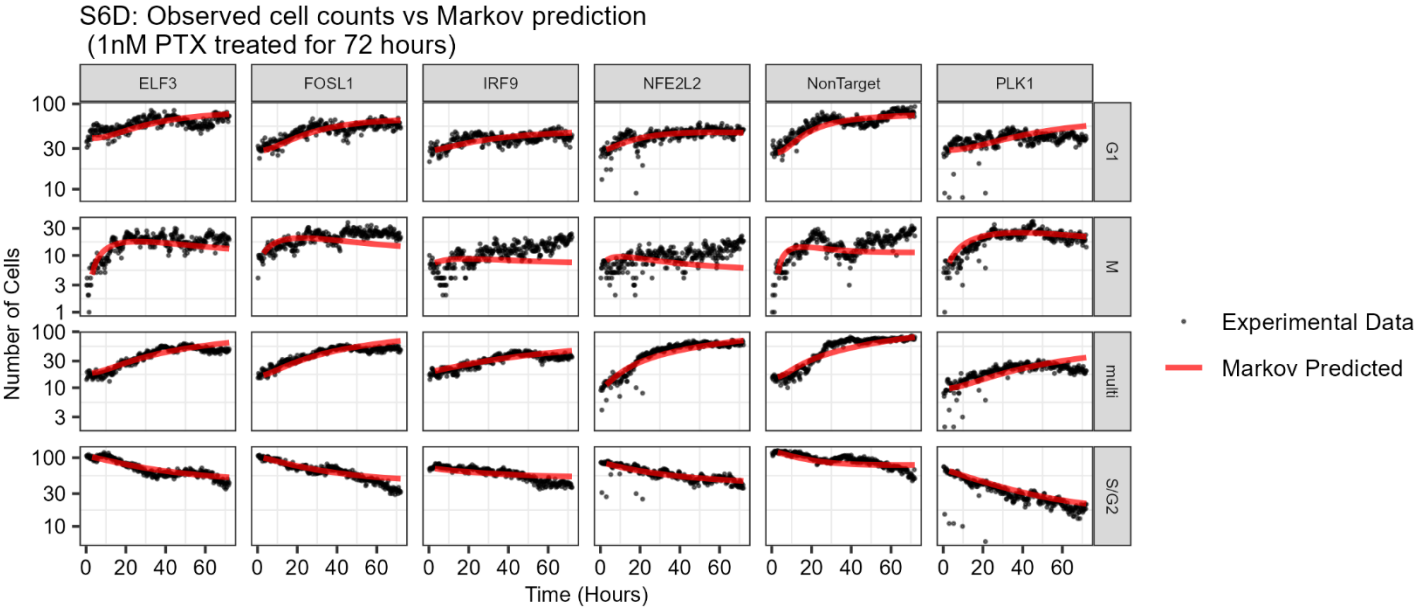 S6D: Observed cell counts vs Markov prediction
(1nM PTX treated for 72 hours)
ELF3 FOSL1 IRF9 NFE2L2 NonTarget PLK1
100
30
10
G1
30
10
3
1
M
100
30
10
3
multi
100
30
10
S/G2
Number of Cells
0 20 40 60 0 20 40 60 0 20 40 60 0 20 40 60 0 20 40 60 0 20 40 60
Time (Hours)
Experimental Data
Markov Predicted